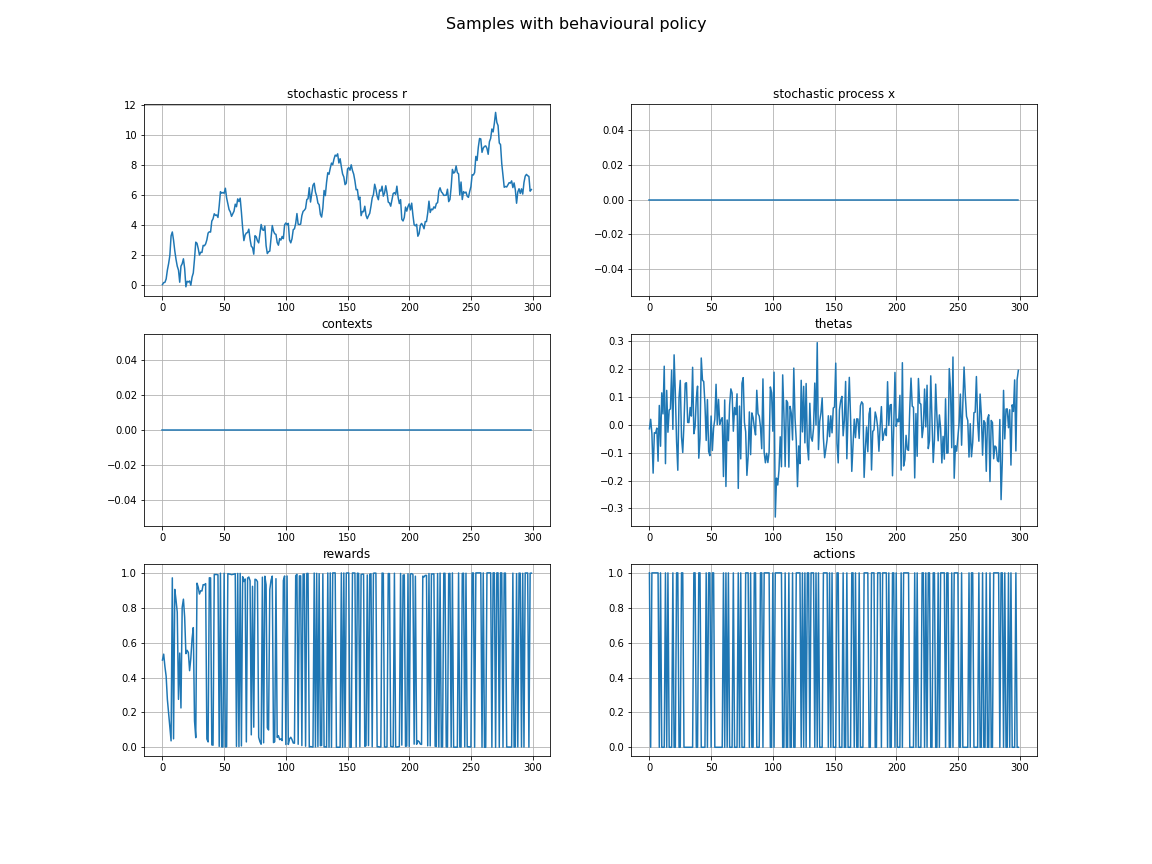 Samples with behavioural policy
stochastic process r
12
10
8
6
4
2
0
0 50 100 150 200 250 300
stochastic process x
0.04
0.02
0.00
−0.02
−0.04
0 50 100 150 200 250 300
contexts
0.04
0.02
0.00
−0.02
−0.04
0 50 100 150 200 250 300
thetas
0.3
0.2
0.1
0.0
−0.1
−0.2
−0.3
0 50 100 150 200 250 300
rewards
1.0
0.8
0.6
0.4
0.2
0.0
0 50 100 150 200 250 300
actions
1.0
0.8
0.6
0.4
0.2
0.0
0 50 100 150 200 250 300